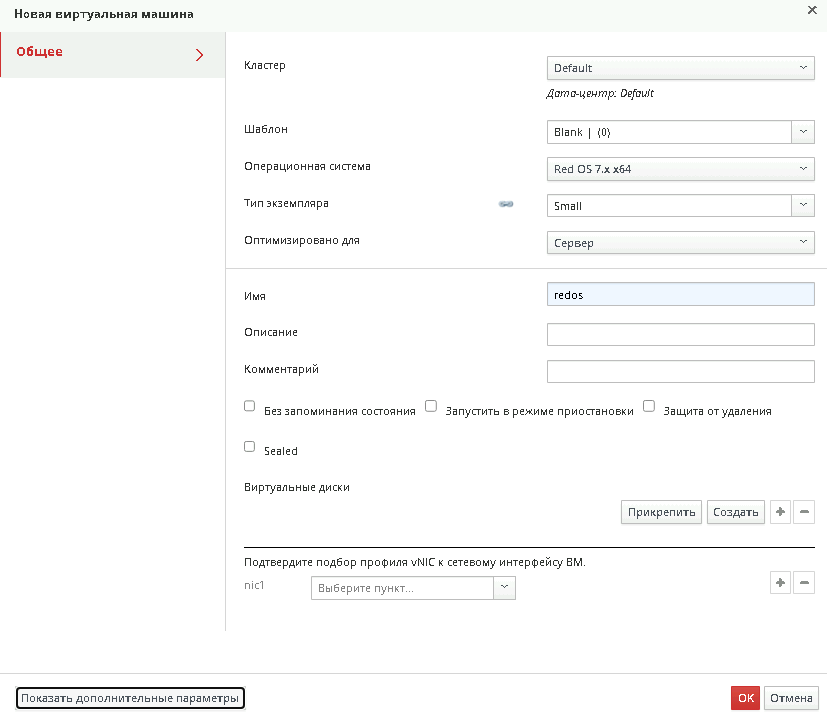 Новая виртуальная машина
Общее
Кластер
Default
Дата-центр: Default
Шаблон
Blank | (0)
Операционная система
Red OS 7.x x64
Тип экземпляра
Small
Оптимизировано для
Сервер
Имя
redos
Описание
Комментарий
Без запоминания состояния Запустить в режиме приостановки Защита от удаления
Sealed
Виртуальные диски
Прикрепить Создать
Подтвердите подбор профиля vNIC к сетевому интерфейсу ВМ.
nic1 Выберите пункт...
Показать дополнительные параметры OK Отмена